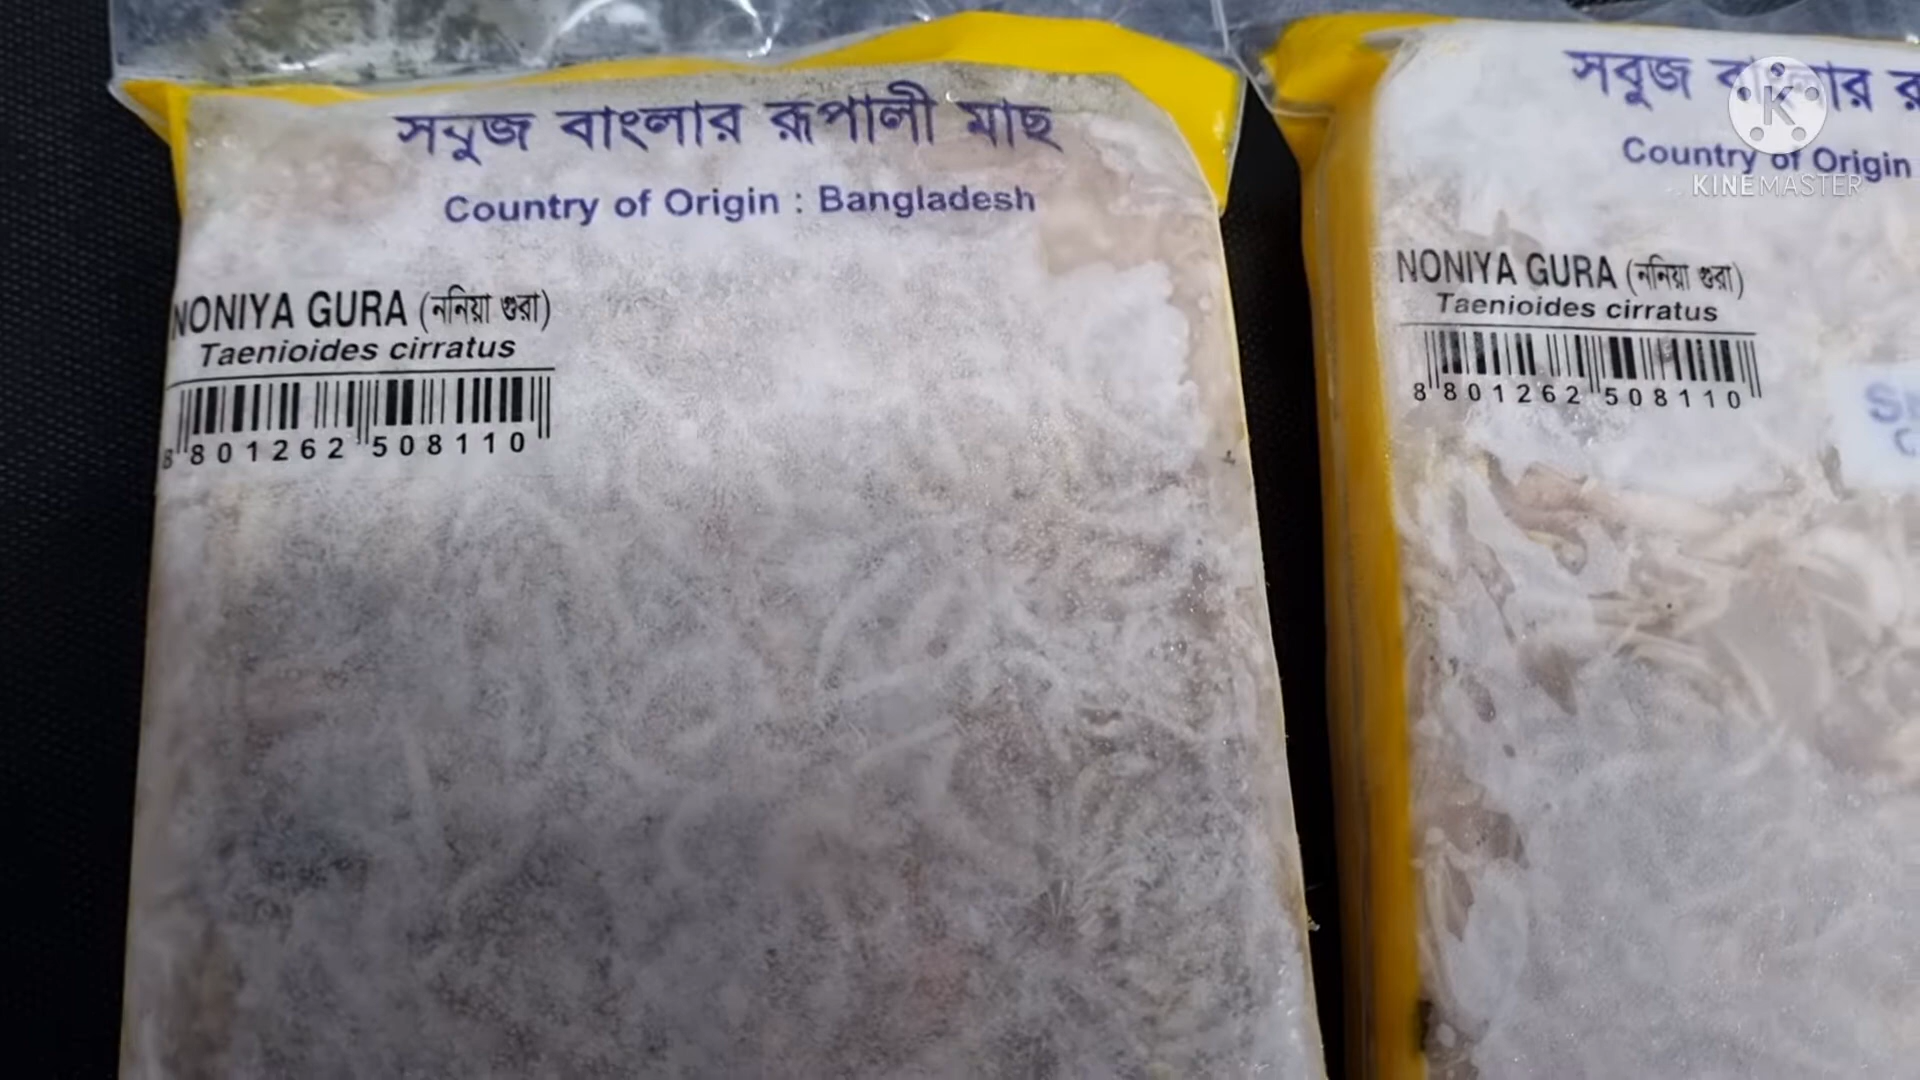 সবুজ বাংলার রূপালী মাছ
Country of Origin : Bangladesh
NONIYA GURA (ননিয়া গুরা)
Taenioides cirratus
8 801262 508110
সবুজ বাংলার
Country of Origin
NONIYA GURA (ননিয়া গুরা)
Taenioides cirratus
8 801262 508110
K
KINEMASTER